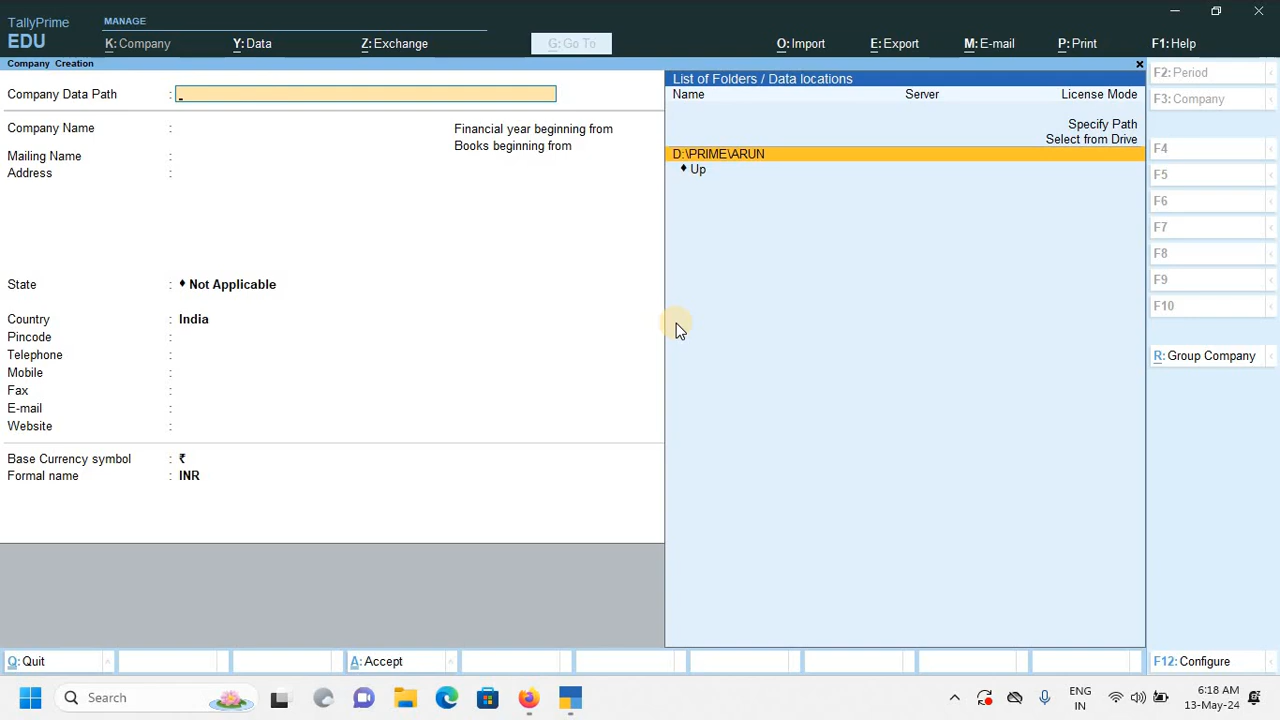 TallyPrime
EDU
MANAGE
K: Company
Y: Data
Z: Exchange
G: Go To
O: Import
E: Export
M: E-mail
P: Print
F1: Help
Company Creation
Company Data Path :
Company Name :
Mailing Name :
Address :
Financial year beginning from
Books beginning from
State : ♦ Not Applicable
Country : India
Pincode :
Telephone :
Mobile :
Fax :
E-mail :
Website :
Base Currency symbol : ₹
Formal name : INR
List of Folders / Data locations
Name Server License Mode
Specify Path
Select from Drive
D:\PRIME\ARUN
♦ Up
F2: Period
F3: Company
F4
F5
F6
F7
F8
F9
F10
R: Group Company
Q: Quit
A: Accept
F12: Configure
Search
ENG
IN
6:18 AM
13-May-24